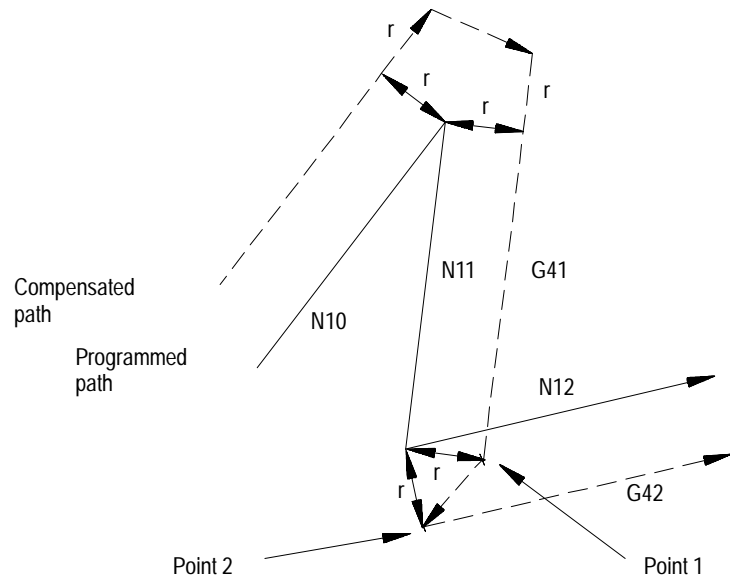 r
r
r
r
Compensated
path
N11
G41
N10
Programmed
path
N12
r
r
G42
Point 2
Point 1